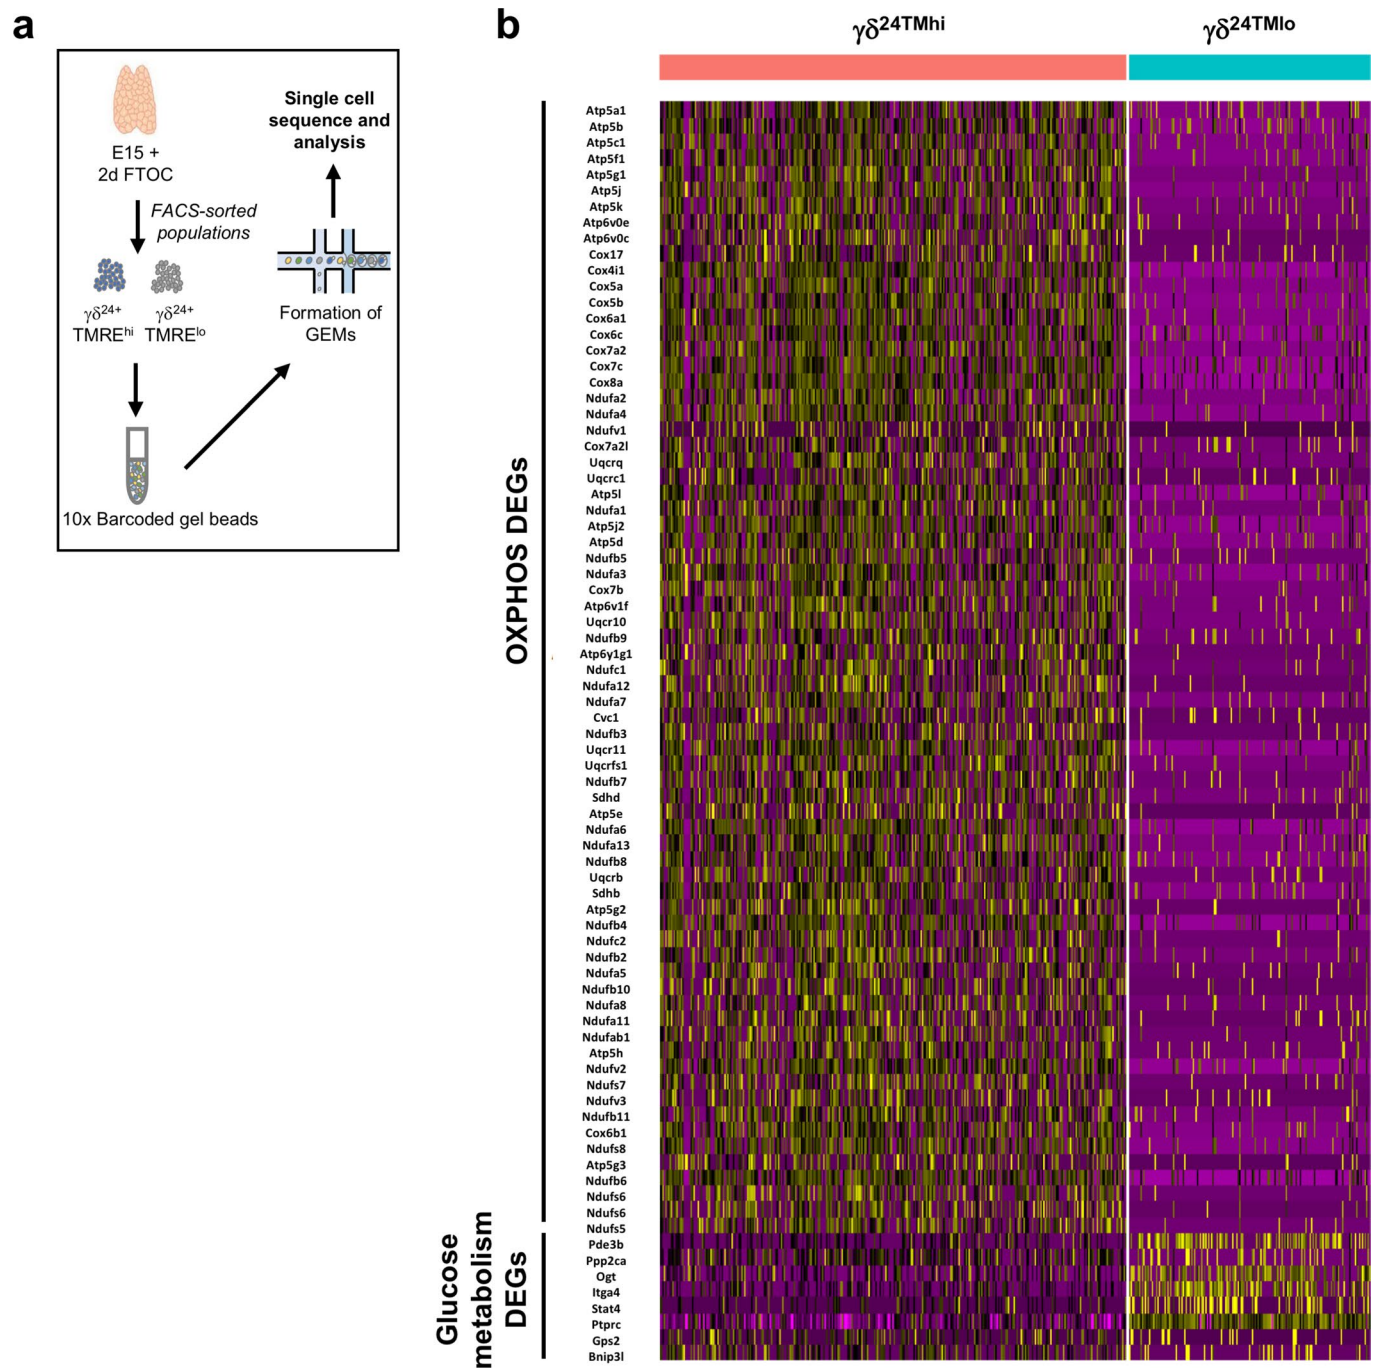 a
E15 +
2d FTOC
FACS-sorted
populations
γδ24+
TMREhi
γδ24+
TMRElo
10x Barcoded gel beads
Formation of
GEMs
Single cell
sequence and
analysis
b
γδ24TMhi
γδ24TMlo
OXPHOS DEGs
Atp5a1
Atp5b
Atp5c1
Atp5f1
Atp5g1
Atp5j
Atp5k
Atp6v0e
Atp6v0c
Cox17
Cox4i1
Cox5a
Cox5b
Cox6a1
Cox6c
Cox7a2
Cox7c
Cox8a
Ndufa2
Ndufa4
Ndufv1
Cox7a2l
Uqcrq
Uqcrc1
Atp5l
Ndufa1
Atp5j2
Atp5d
Ndufb5
Ndufa3
Cox7b
Atp6v1f
Uqcr10
Ndufb9
Atp6y1g1
Ndufc1
Ndufa12
Ndufa7
Cvc1
Ndufb3
Uqcr11
Uqcrfs1
Ndufb7
Sdhd
Atp5e
Ndufa6
Ndufa13
Ndufb8
Uqcrb
Sdhb
Atp5g2
Ndufb4
Ndufc2
Ndufb2
Ndufa5
Ndufb10
Ndufa8
Ndufa11
Ndufab1
Atp5h
Ndufv2
Ndufs7
Ndufv3
Ndufb11
Cox6b1
Ndufs8
Atp5g3
Ndufb6
Ndufs6
Ndufs6
Ndufs5
Glucose
metabolism
DEGs
Pde3b
Ppp2ca
Ogt
Itga4
Stat4
Ptprc
Gps2
Bnip3l